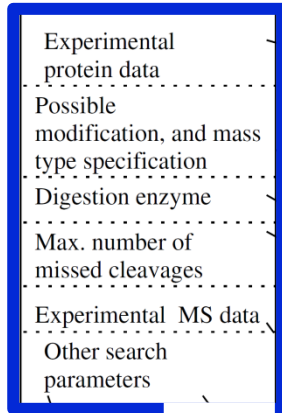 Experimental
protein data
Possible
modification, and mass
type specification
Digestion enzyme
Max. number of
missed cleavages
Experimental MS data
Other search
parameters